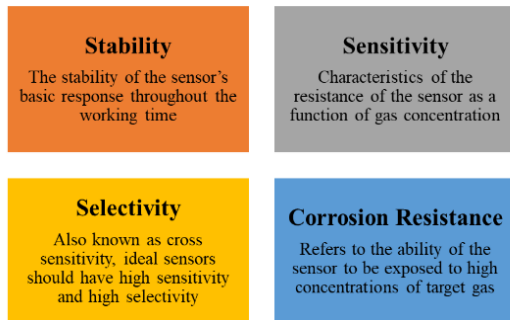 Stability
The stability of the sensor's
basic response throughout the
working time
Sensitivity
Characteristics of the
resistance of the sensor as a
function of gas concentration
Selectivity
Also known as cross
sensitivity, ideal sensors
should have high sensitivity
and high selectivity
Corrosion Resistance
Refers to the ability of the
sensor to be exposed to high
concentrations of target gas